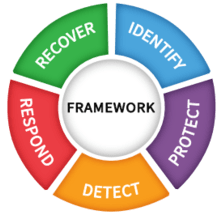 IDENTIFY
PROTECT
DETECT
RESPOND
RECOVER
FRAMEWORK